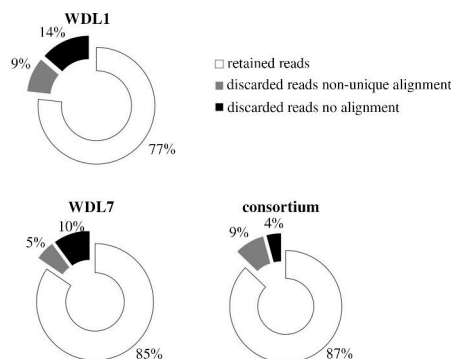 WDL1
14%
9%
77%
retained reads
discarded reads non-unique alignment
discarded reads no alignment
WDL7
10%
5%
85%
consortium
4%
9%
87%